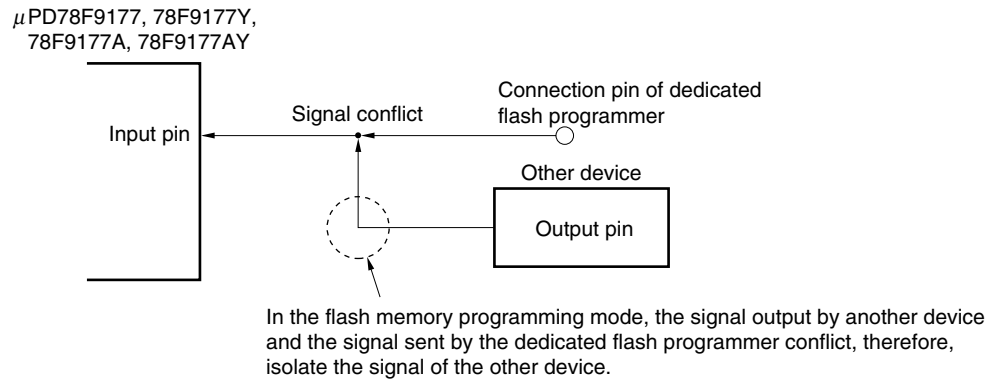 μPD78F9177, 78F9177Y,
78F9177A, 78F9177AY
Connection pin of dedicated
flash programmer
Signal conflict
Input pin
Other device
Output pin
In the flash memory programming mode, the signal output by another device
and the signal sent by the dedicated flash programmer conflict, therefore,
isolate the signal of the other device.